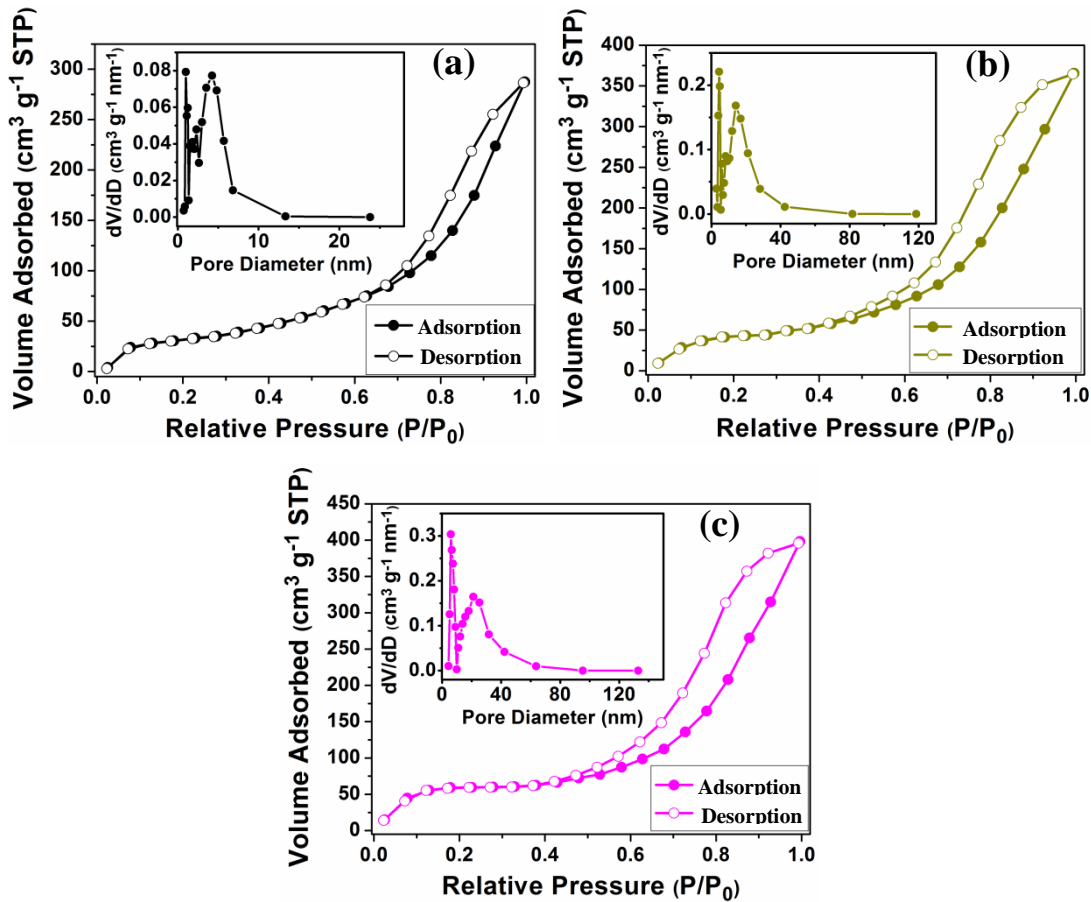 (a)
Volume Adsorbed (cm³ g⁻¹ STP)
300
250
200
150
100
50
0
0.0 0.2 0.4 0.6 0.8 1.0
Relative Pressure (P/P₀)
dV/dD (cm³ g⁻¹ nm⁻¹)
0.08
0.06
0.04
0.02
0.00
0 10 20
Pore Diameter (nm)
Adsorption
Desorption
(b)
Volume Adsorbed (cm³ g⁻¹ STP)
400
350
300
250
200
150
100
50
0
0.0 0.2 0.4 0.6 0.8 1.0
Relative Pressure (P/P₀)
dV/dD (cm³ g⁻¹ nm⁻¹)
0.2
0.1
0.0
0 40 80 120
Pore Diameter (nm)
Adsorption
Desorption
(c)
Volume Adsorbed (cm³ g⁻¹ STP)
450
400
350
300
250
200
150
100
50
0
0.0 0.2 0.4 0.6 0.8 1.0
Relative Pressure (P/P₀)
dV/dD (cm³ g⁻¹ nm⁻¹)
0.3
0.2
0.1
0.0
0 40 80 120
Pore Diameter (nm)
Adsorption
Desorption